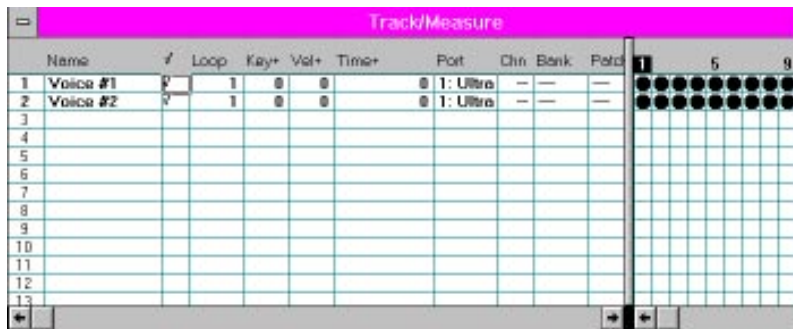 Track/Measure
Name Loop Key+ Vel+ Time+ Port Chn Bank Patch 1 5 9
1 Voice #1 1 0 0 0 1: Ultra — — —
2 Voice #2 1 0 0 0 1: Ultra — — —
3
4
5
6
7
8
9
10
11
12
13